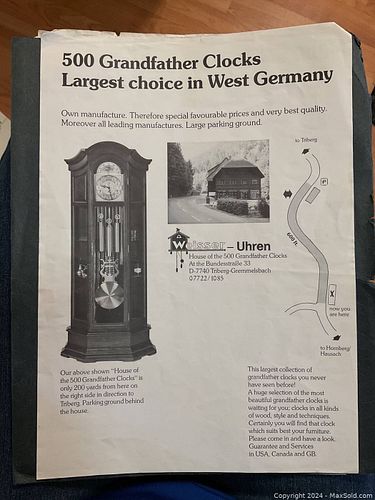 500 Grandfather Clocks
Largest choice in West Germany
Own manufacture. Therefore special favourable prices and very best quality.
Moreover all leading manufactures. Large parking ground.
to Triberg
P
600 ft.
Weisser – Uhren
House of the 500 Grandfather Clocks
At the Bundesstraße 33
D-7740 Triberg-Gremmelsbach
07722/1085
X
now you
are here
to Hornberg/
Hausach
Our above shown "House of
the 500 Grandfather Clocks" is
only 200 yards from here on
the right side in direction to
Triberg. Parking ground behind
the house.
This largest collection of
grandfather clocks you never
have seen before!
A huge selection of the most
beautiful grandfather clocks is
waiting for you; clocks in all kinds
of wood, style and techniques.
Certainly you will find that clock
which suits best your furniture.
Please come in and have a look.
Guarantee and Services
in USA, Canada and GB.
Copyright 2024 - MaxSold.com